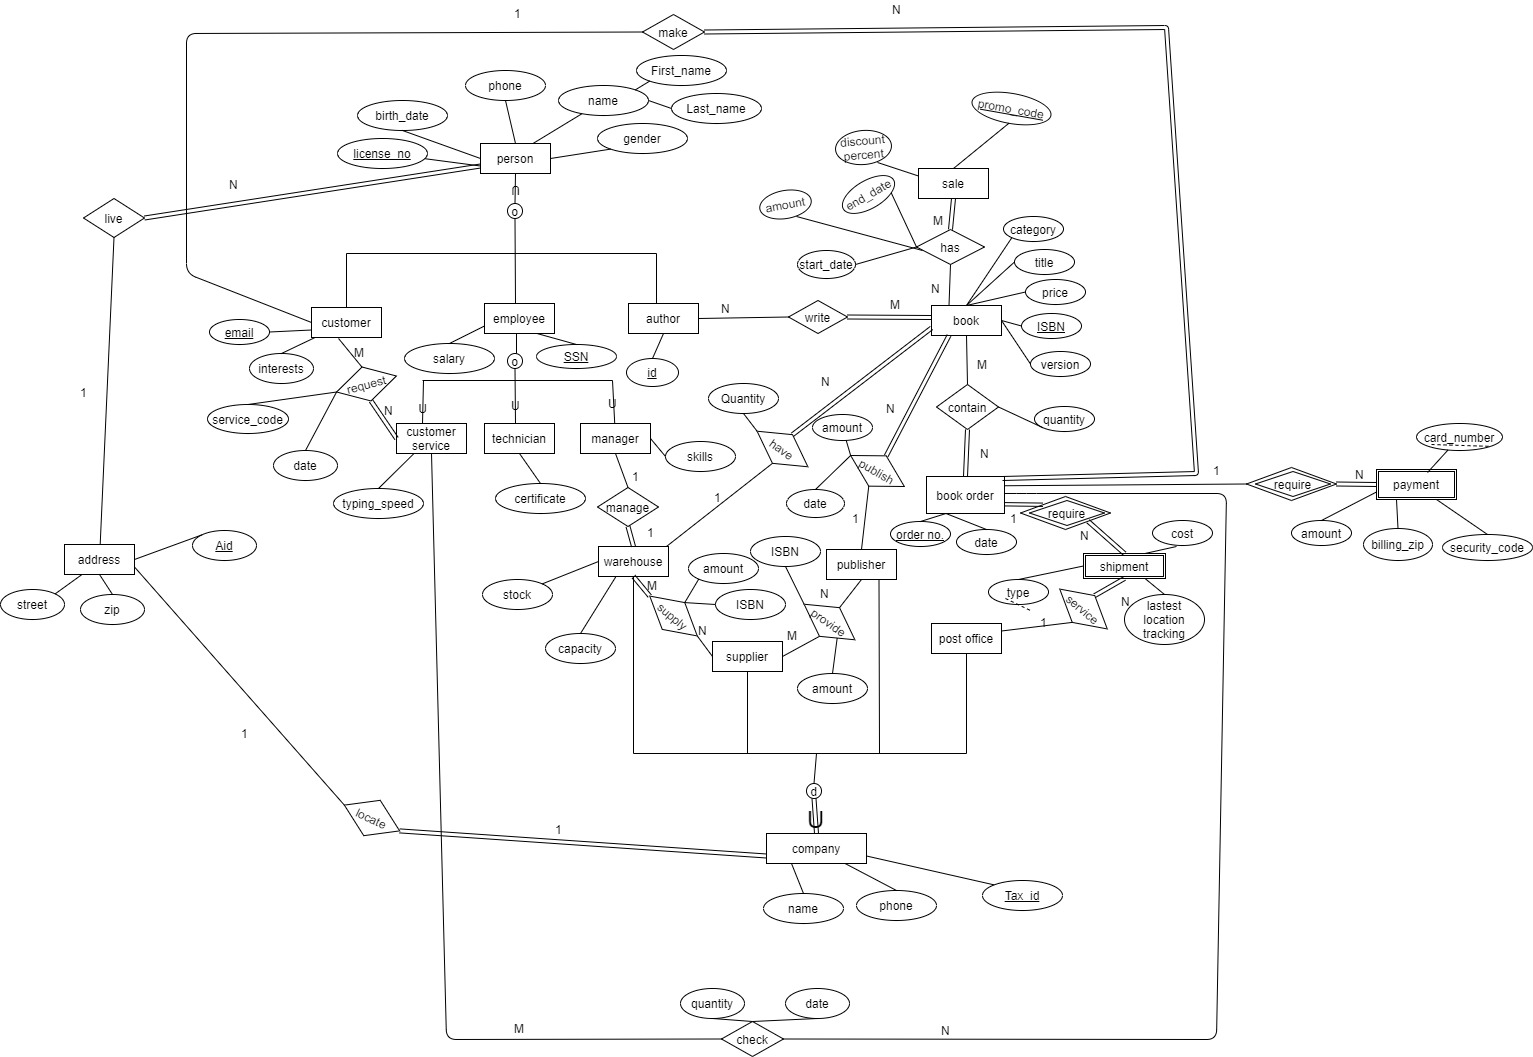 1
N
make
First_name
phone
name
Last_name
promo_code
birth_date
gender
discount
percent
license_no
person
sale
N
end_date
amount
live
o
M
category
has
start_date
title
N
price
customer
employee
author
N
write
M
book
ISBN
email
M
salary
o
SSN
id
M
version
interests
request
N
Quantity
1
N
U
U
U
N
amount
contain
quantity
service_code
customer
service
technician
manager
have
card_number
date
skills
publish
N
1
N
require
payment
typing_speed
certificate
1
1
manage
date
book order
1
require
1
order no.
date
N
amount
billing_zip
security_code
cost
Aid
address
warehouse
ISBN
publisher
shipment
M
amount
stock
street
zip
ISBN
N
type
supply
N
provide
M
service
N
lastest
location
tracking
1
post office
capacity
supplier
amount
1
d
U
locate
1
company
name
phone
Tax_id
quantity
date
M
check
N